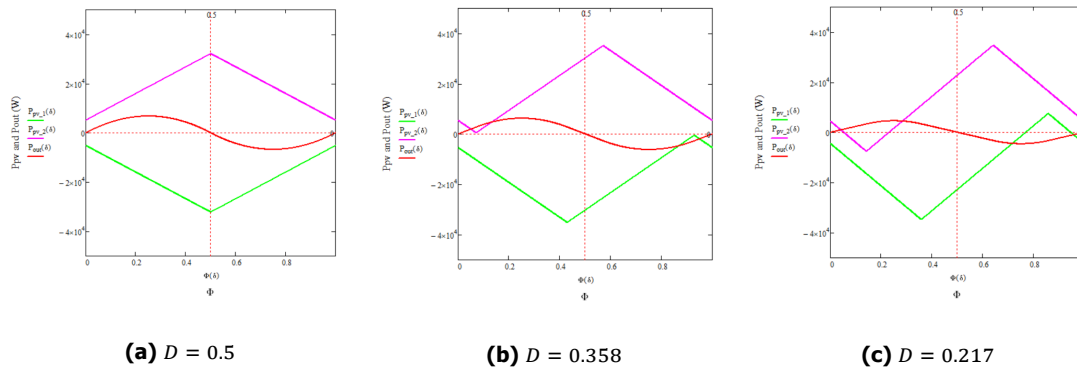 0.5
4×10⁴
2×10⁴
0
−2×10⁴
−4×10⁴
Ppv and Pout (W)
Ppv_1(δ)
Ppv_2(δ)
Pout(δ)
0
0 0.2 0.4 0.6 0.8
Φ(δ)
Φ
(a) D = 0.5
0.5
4×10⁴
2×10⁴
0
−2×10⁴
−4×10⁴
Ppv and Pout (W)
Ppv_1(δ)
Ppv_2(δ)
Pout(δ)
0
0 0.2 0.4 0.6 0.8
Φ(δ)
Φ
(b) D = 0.358
0.5
4×10⁴
2×10⁴
0
−2×10⁴
−4×10⁴
Ppv and Pout (W)
Ppv_1(δ)
Ppv_2(δ)
Pout(δ)
0
0 0.2 0.4 0.6 0.8
Φ(δ)
Φ
(c) D = 0.217